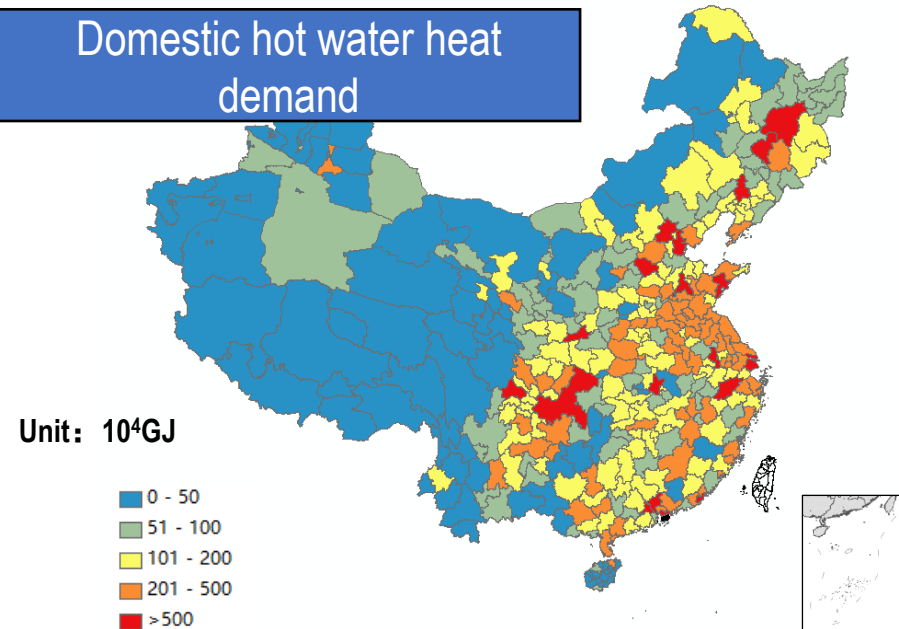 Domestic hot water heat
demand
Unit：10⁴GJ
0 - 50
51 - 100
101 - 200
201 - 500
>500